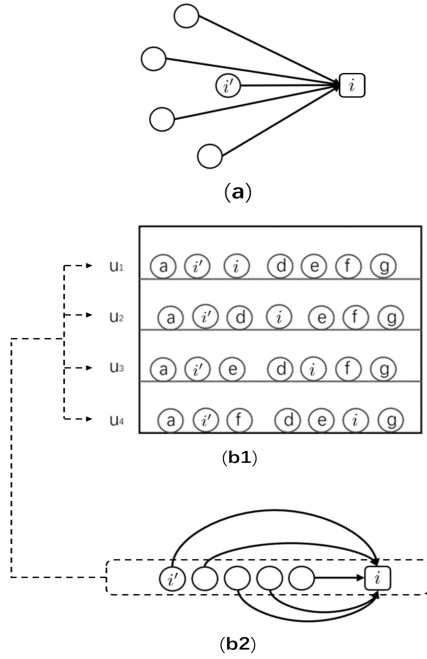 i′ i
(a)
u₁ a i′ i d e f g
u₂ a i′ d i e f g
u₃ a i′ e d i f g
u₄ a i′ f d e i g
(b1)
i′ i
(b2)